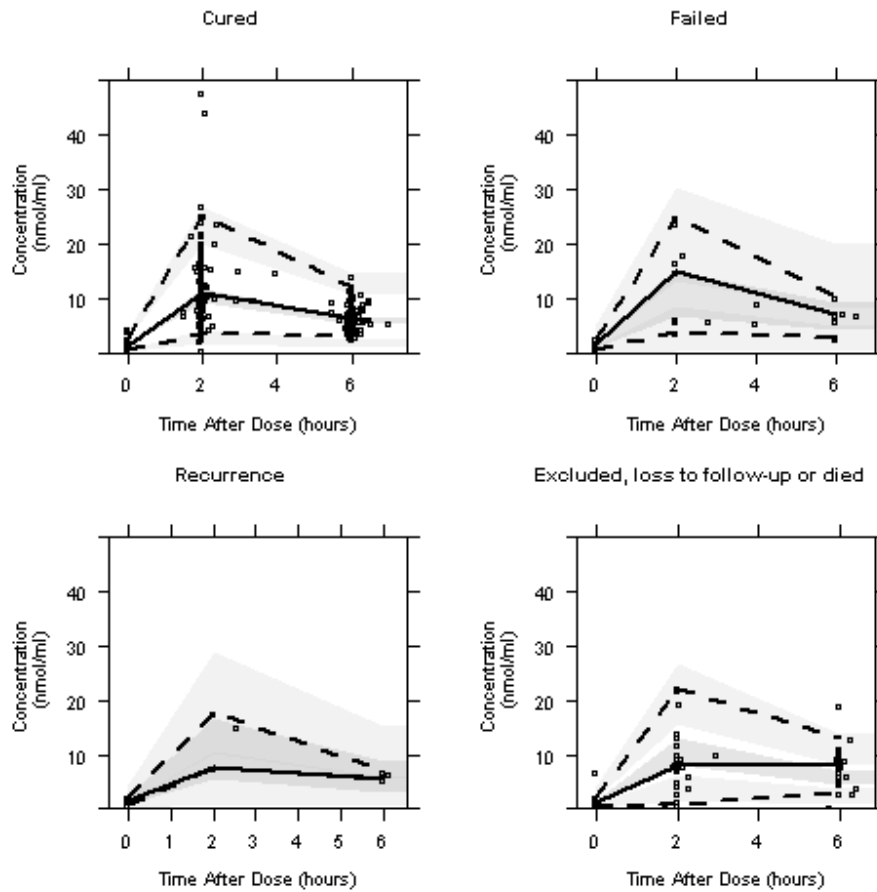 Cured
Failed
40
30
20
10
Concentration
(nmol/ml)
0 2 4 6
Time After Dose (hours)
40
30
20
10
Concentration
(nmol/ml)
0 2 4 6
Time After Dose (hours)
Recurrence
Excluded, loss to follow-up or died
40
30
20
10
Concentration
(nmol/ml)
0 1 2 3 4 5 6
Time After Dose (hours)
40
30
20
10
Concentration
(nmol/ml)
0 2 4 6
Time After Dose (hours)